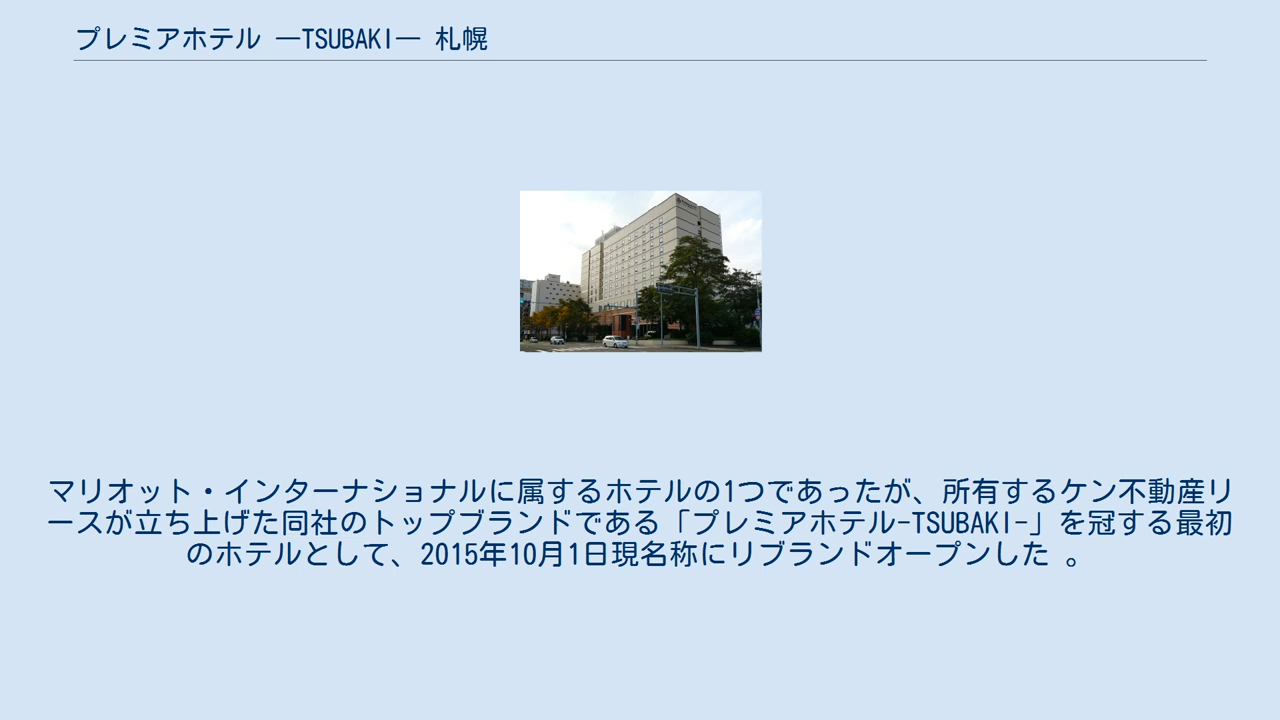 プレミアホテル ―TSUBAKI― 札幌
マリオット・インターナショナルに属するホテルの1つであったが、所有するケン不動産リ
ースが立ち上げた同社のトップブランドである「プレミアホテル-TSUBAKI-」を冠する最初
のホテルとして、2015年10月1日現名称にリブランドオープンした 。